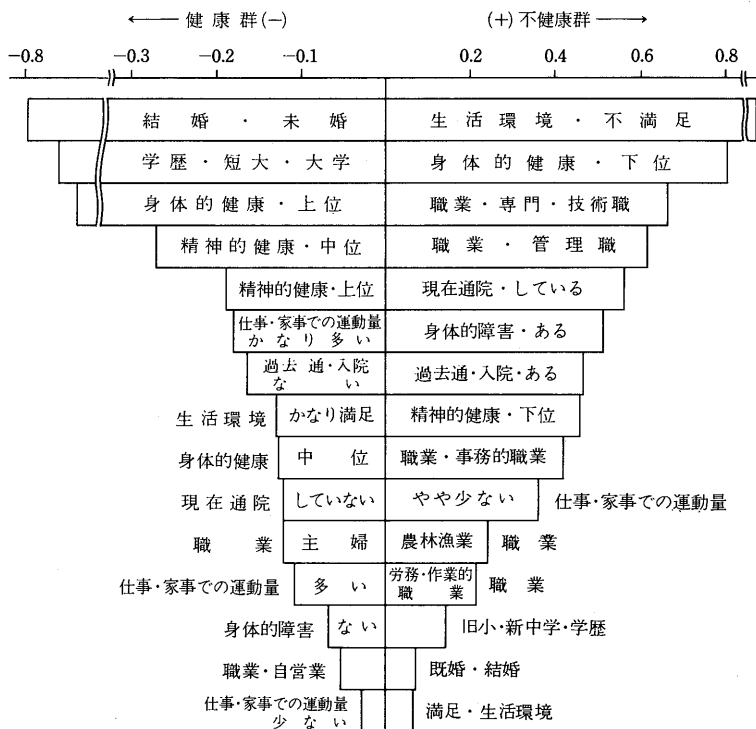 ← 健康群(−) (+)不健康群 →
−0.8 −0.3 −0.2 −0.1 0.2 0.4 0.6 0.8
結婚・未婚 生活環境・不満足
学歴・短大・大学 身体的健康・下位
身体的健康・上位 職業・専門・技術職
精神的健康・中位 職業・管理職
精神的健康・上位 現在通院・している
仕事・家事での運動量
かなり多い
身体的障害・ある
過去通・入院
ない
過去通・入院・ある
生活環境 かなり満足 精神的健康・下位
身体的健康 中位 職業・事務的職業
現在通院 していない やや少ない 仕事・家事での運動量
職業 主婦 農林漁業 職業
仕事・家事での運動量 多い
労務・作業的
職業
職業
身体的障害 ない 旧小・新中学・学歴
職業・自営業 既婚・結婚
仕事・家事での運動量
少ない
満足・生活環境